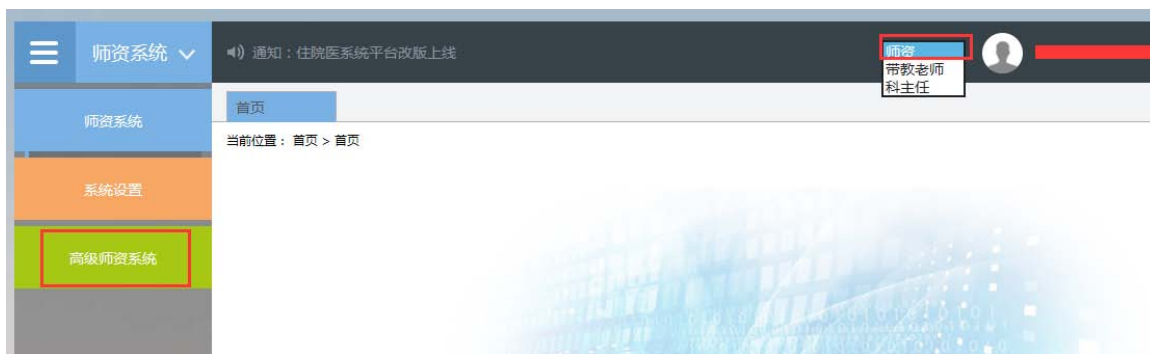 师资系统
通知：住院医系统平台改版上线
师资
带教老师
科主任
师资系统
首页
当前位置： 首页 > 首页
系统设置
高级师资系统